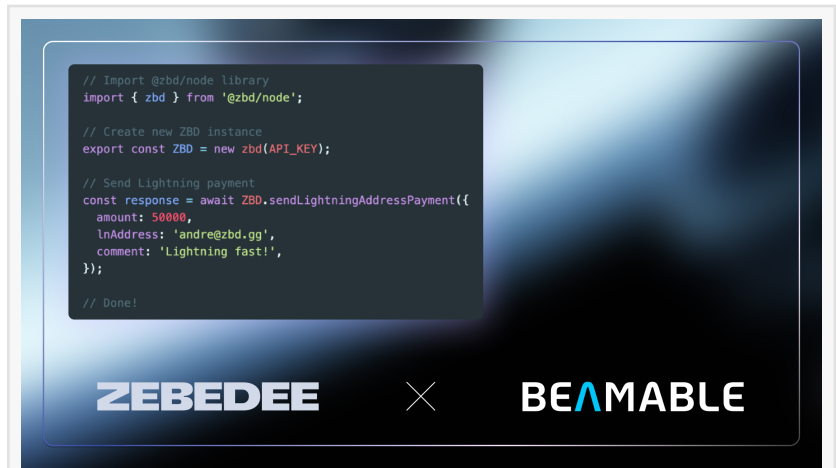 // Import @zbd/node library
import { zbd } from '@zbd/node';
// Create new ZBD instance
export const ZBD = new zbd(API_KEY);
// Send Lightning payment
const response = await ZBD.sendLightningAddressPayment({
  amount: 50000,
  lnAddress: 'andre@zbd.gg',
  comment: 'Lightning fast!',
});
// Done!
ZEBEDEE
BEAMABLE